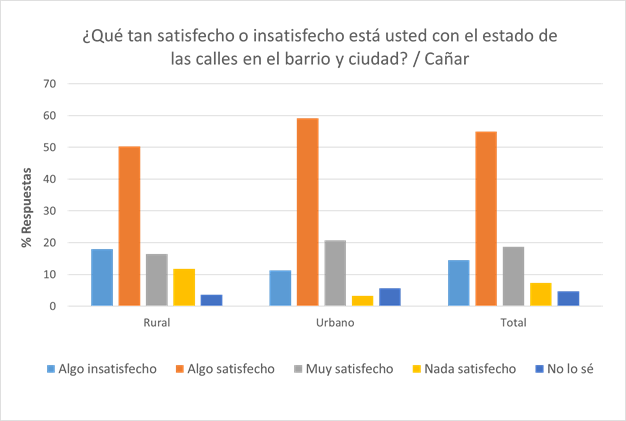 ¿Qué tan satisfecho o insatisfecho está usted con el estado de
las calles en el barrio y ciudad? / Cañar
70
60
50
40
30
20
10
0
% Respuestas
Rural
Urbano
Total
Algo insatisfecho
Algo satisfecho
Muy satisfecho
Nada satisfecho
No lo sé